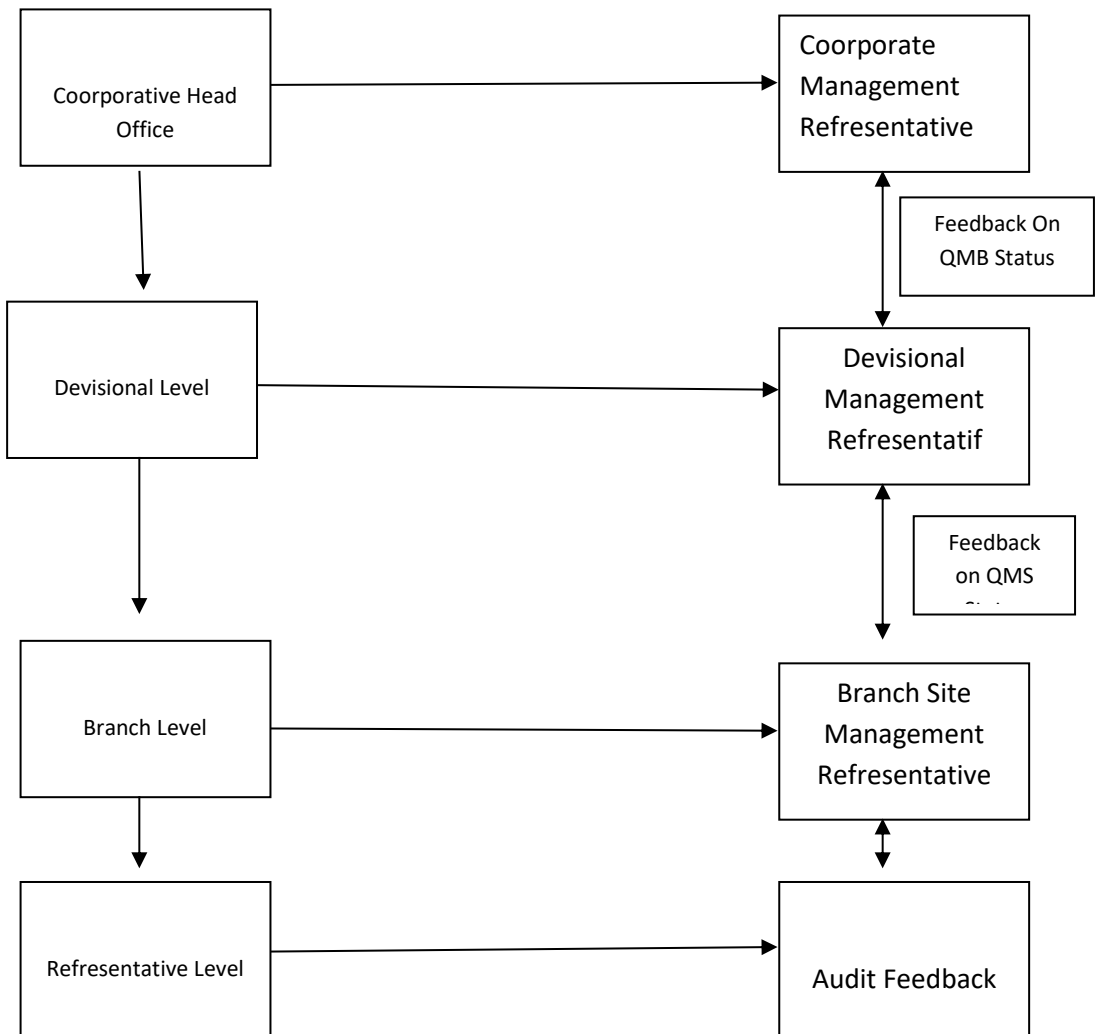 Coorporative Head
Office
Coorporate
Management
Refresentative
Feedback On
QMB Status
Devisional Level
Devisional
Management
Refresentatif
Feedback
on QMS
Branch Level
Branch Site
Management
Refresentative
Refresentative Level
Audit Feedback